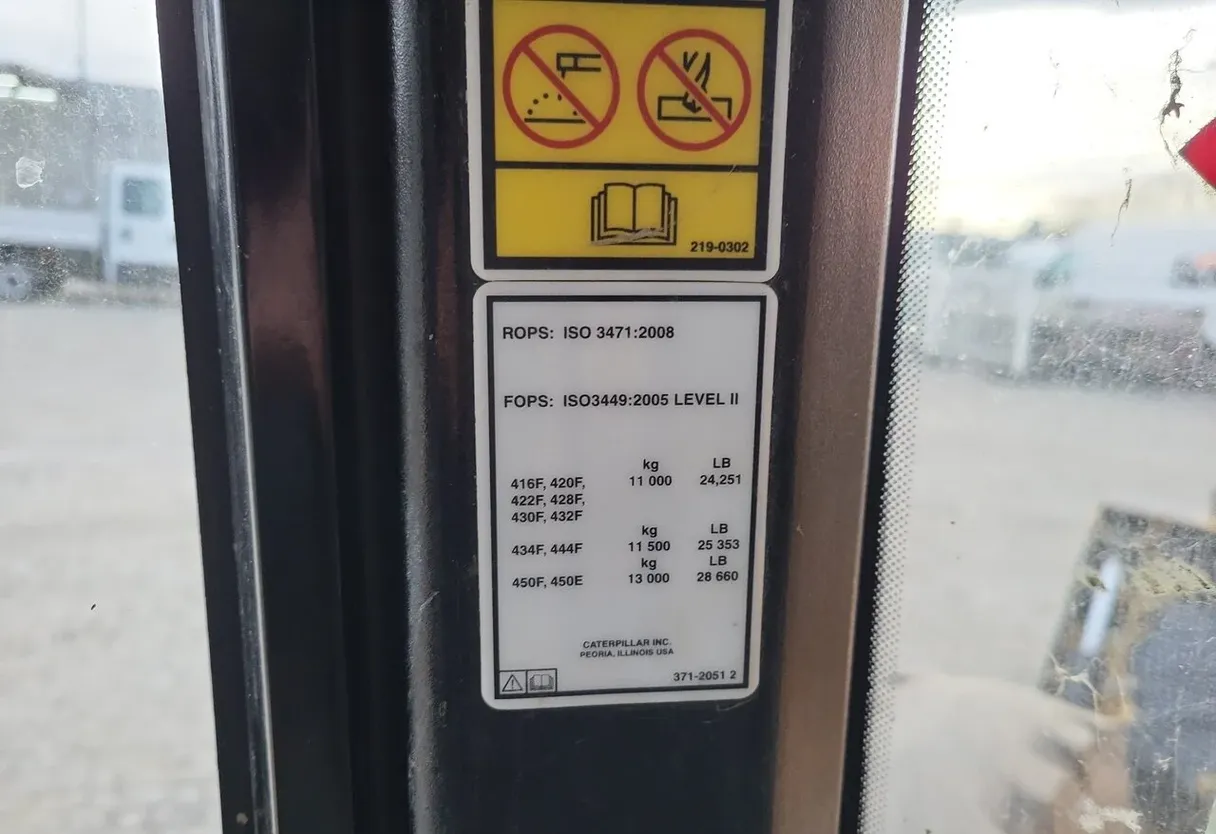 219-0302
ROPS: ISO 3471:2008
FOPS: ISO3449:2005 LEVEL II
kg LB
416F, 420F, 11 000 24,251
422F, 428F,
430F, 432F
kg LB
434F, 444F 11 500 25 353
kg LB
450F, 450E 13 000 28 660
CATERPILLAR INC.
PEORIA, ILLINOIS USA
371-2051 2